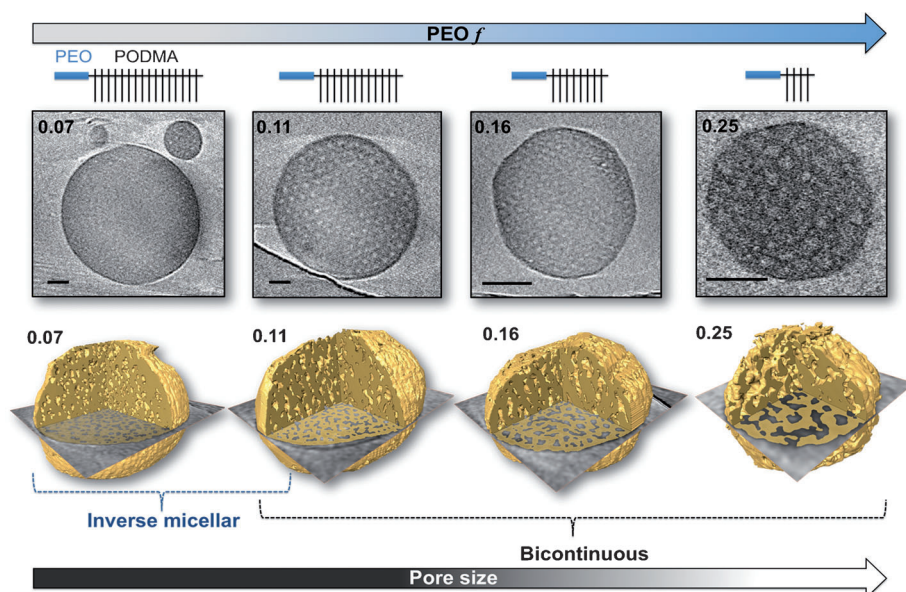 PEO f
PEO PODMA
0.07 0.11 0.16 0.25
0.07 0.11 0.16 0.25
Inverse micellar
Bicontinuous
Pore size